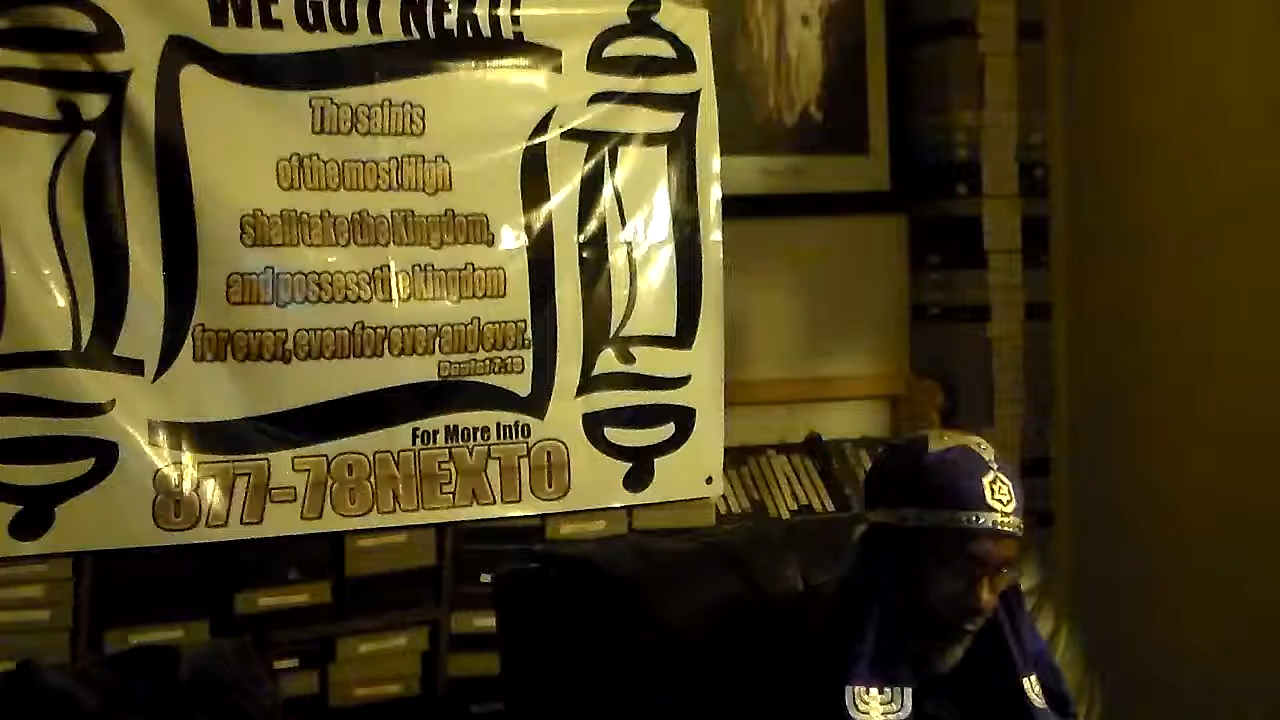 WE GOT NEXT!
The saints
of the most High
shall take the Kingdom,
and possess the kingdom
for ever, even for ever and ever.
Daniel 7:18
For More Info
877-78NEXT0